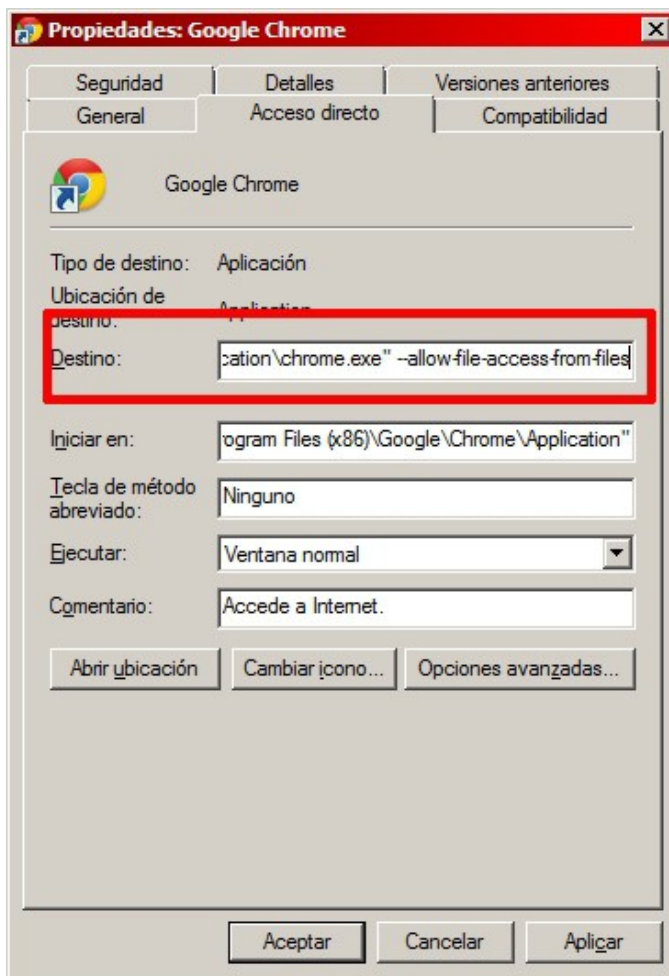 Propiedades: Google Chrome
Seguridad Detalles Versiones anteriores
General Acceso directo Compatibilidad
Google Chrome
Tipo de destino: Aplicación
Ubicación de
destino: Application
Destino: cation\chrome.exe" --allow-file-access-from-files
Iniciar en: rogram Files (x86)\Google\Chrome\Application"
Tecla de método
abreviado: Ninguno
Ejecutar: Ventana normal
Comentario: Accede a Internet.
Abrir ubicación Cambiar icono... Opciones avanzadas...
Aceptar Cancelar Aplicar